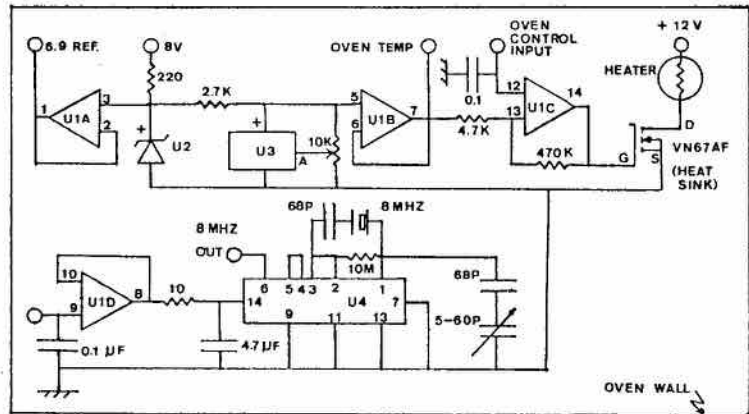 6.9 REF.
8V
OVEN TEMP
OVEN
CONTROL
INPUT
+ 12 V
HEATER
220
2.7K
0.1
12
14
1
3
2
U1A
5
6
7
U1B
13
U1C
4.7K
470K
+
U2
+
U3
A
10K
D
G
S
VN67AF
(HEAT
SINK)
68P
8 MHZ
8 MHZ
OUT
10M
10
9
8
U1D
10
14
6
5
4
3
2
1
U4
7
9
11
13
68P
5-60P
0.1 µF
4.7 µF
OVEN WALL